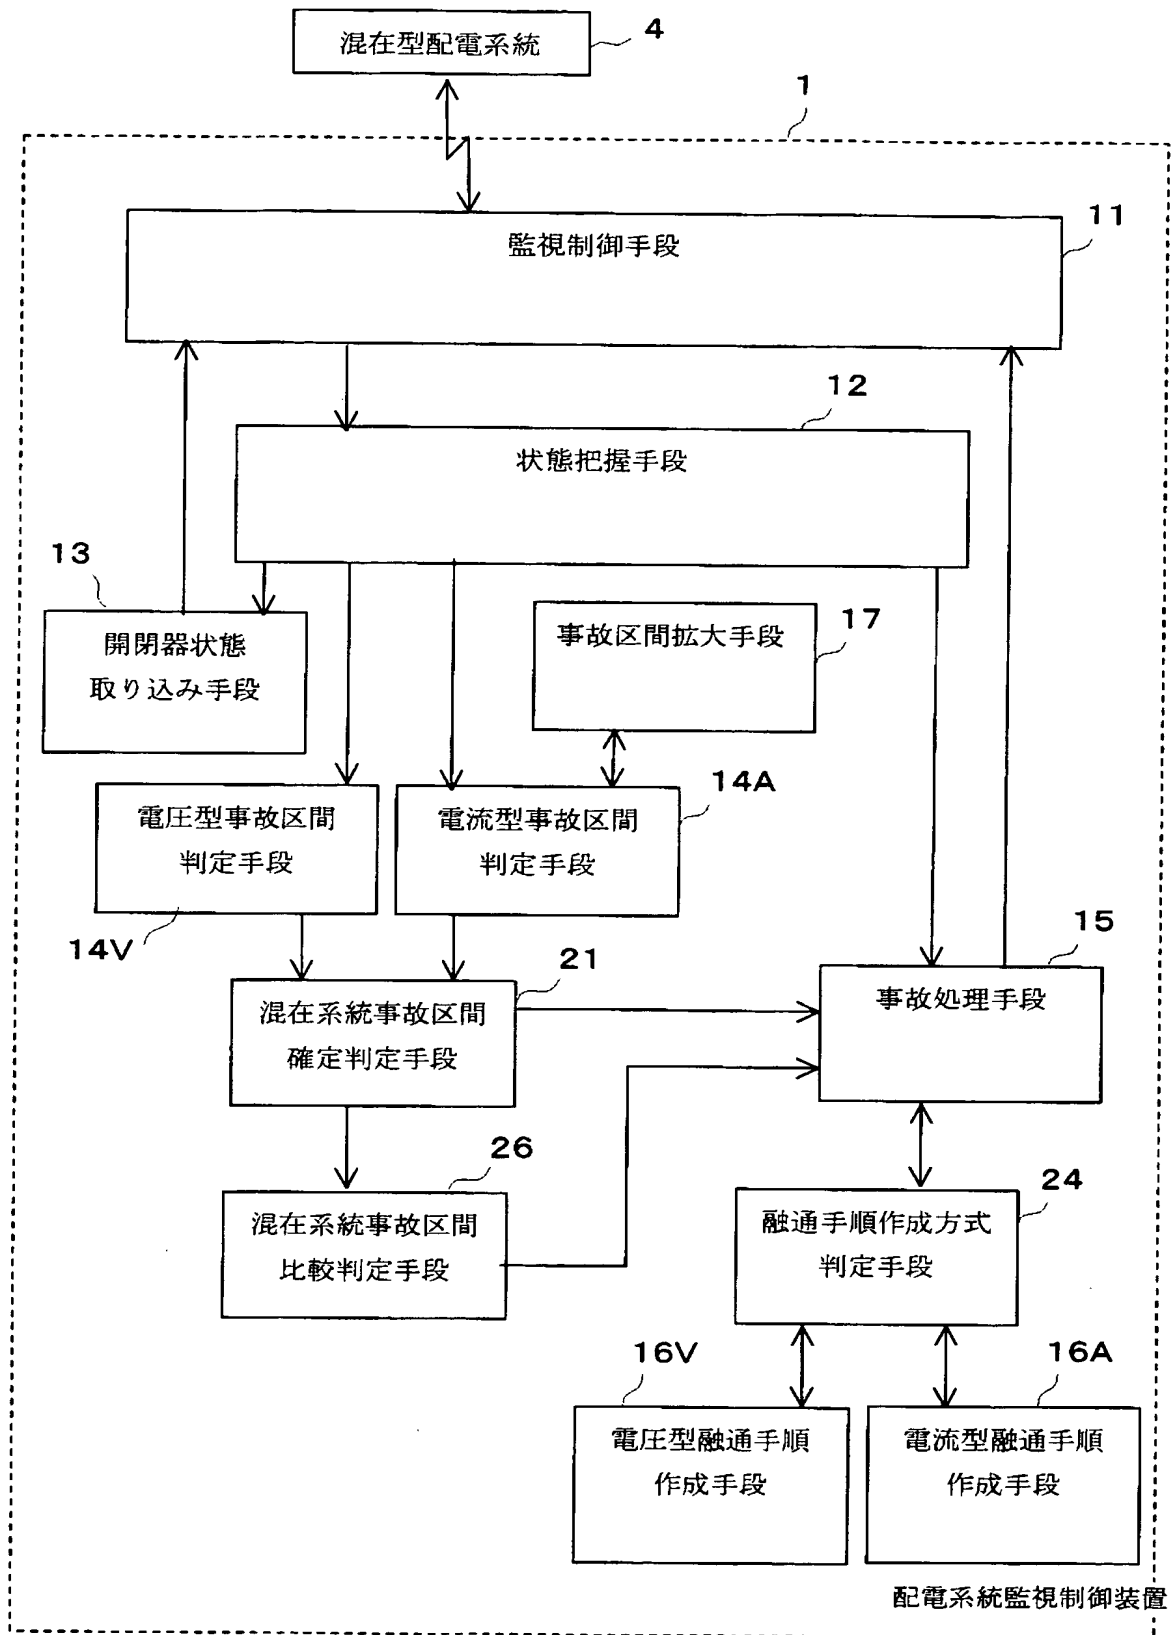 混在型配電系統
4
1
11
監視制御手段
12
状態把握手段
13
開閉器状態
取り込み手段
事故区間拡大手段
17
14A
電圧型事故区間
判定手段
電流型事故区間
判定手段
14V
15
21
混在系統事故区間
確定判定手段
事故処理手段
26
混在系統事故区間
比較判定手段
24
融通手順作成方式
判定手段
16V
16A
電圧型融通手順
作成手段
電流型融通手順
作成手段
配電系統監視制御装置